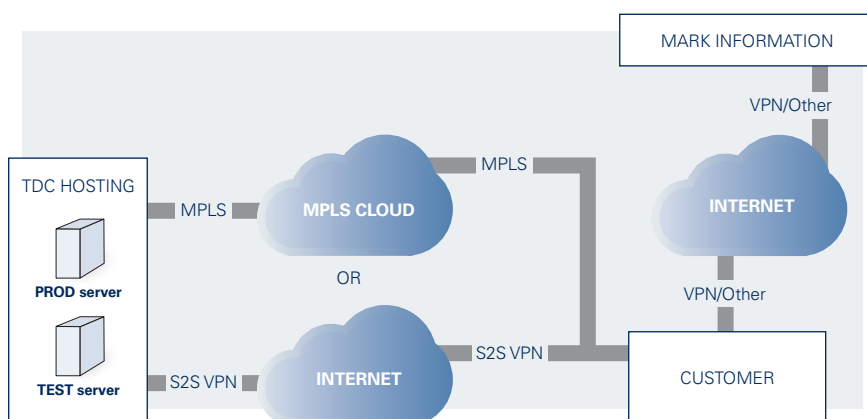 MARK INFORMATION
VPN/Other
TDC HOSTING
MPLS
MPLS
MPLS CLOUD
INTERNET
PROD server
OR
VPN/Other
TEST server
S2S VPN
INTERNET
S2S VPN
CUSTOMER